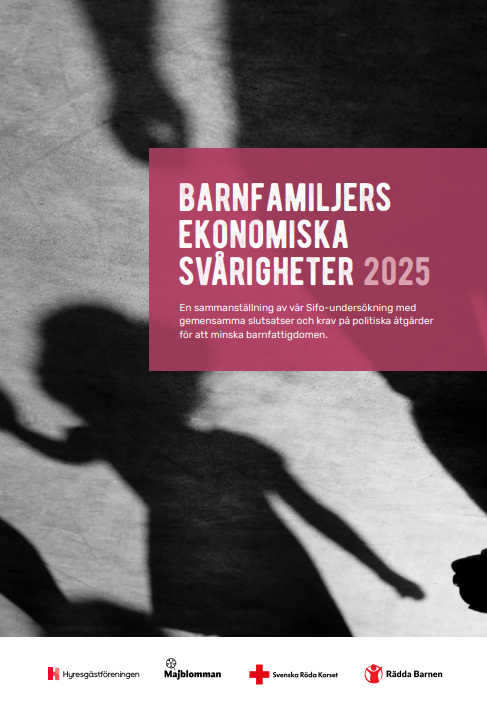 BARNFAMILJERS
EKONOMISKA
SVÅRIGHETER 2025
En sammanställning av vår Sifo-undersökning med
gemensamma slutsatser och krav på politiska åtgärder
för att minska barnfattigdomen.
Hyresgästföreningen
Majblomman
Svenska Röda Korset
Rädda Barnen